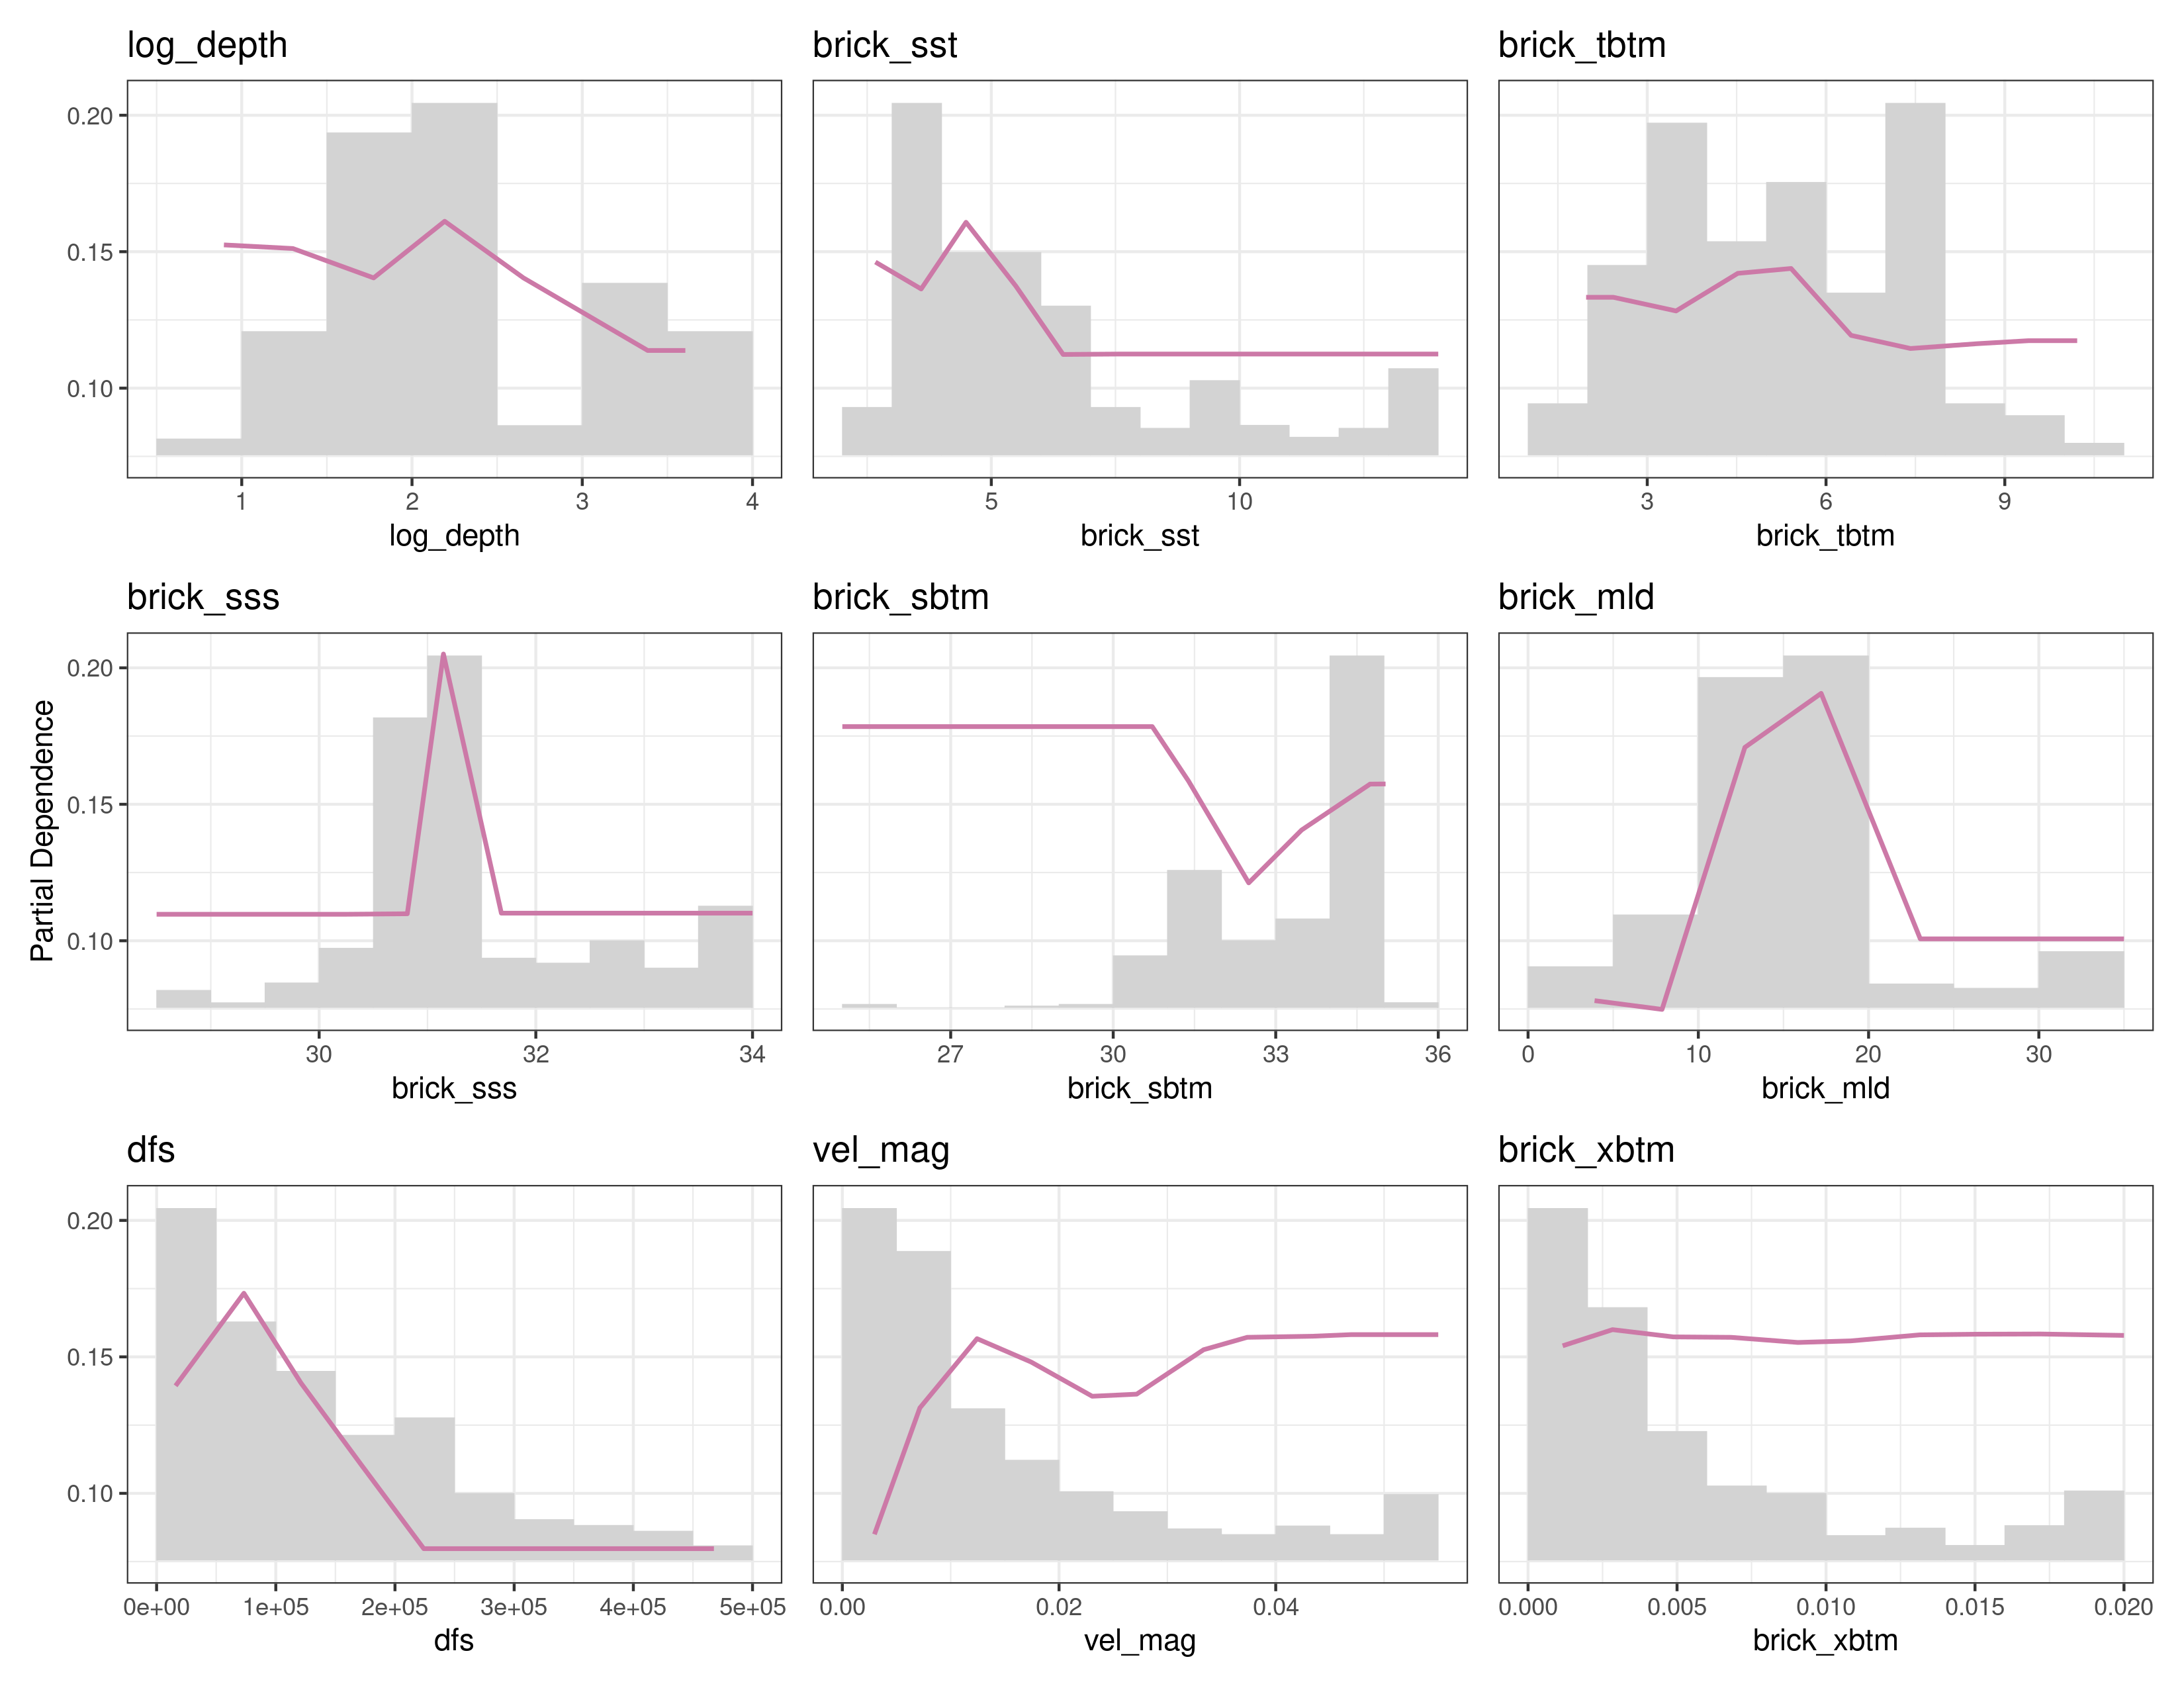 log_depth brick_sst brick_tbtm
0.20
0.15
0.10
1 2 3 4 5 10 3 6 9
log_depth brick_sst brick_tbtm
brick_sss brick_sbtm brick_mld
Partial Dependence
0.20
0.15
0.10
30 32 34 27 30 33 36 0 10 20 30
brick_sss brick_sbtm brick_mld
dfs vel_mag brick_xbtm
0.20
0.15
0.10
0e+00 1e+05 2e+05 3e+05 4e+05 5e+05 0.00 0.02 0.04 0.000 0.005 0.010 0.015 0.020
dfs vel_mag brick_xbtm